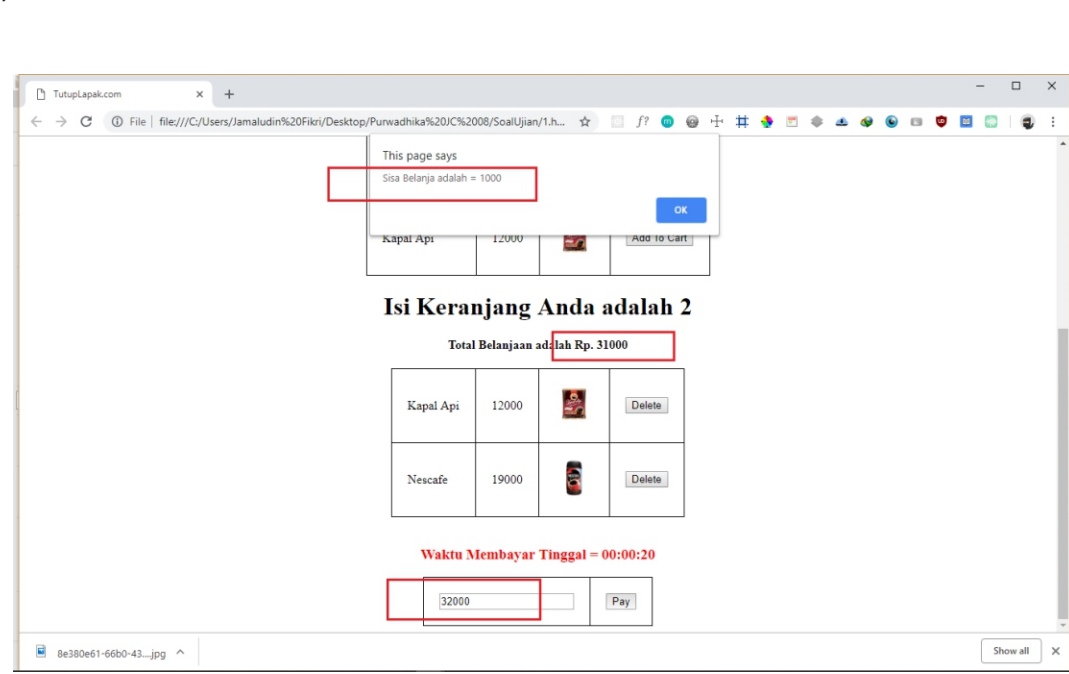 TutupLapak.com
File | file:///C:/Users/Jamaludin%20Fikri/Desktop/Purwadhika%20JC%2008/SoalUjian/1.h...
f?
This page says
Sisa Belanja adalah = 1000
OK
Kapal Api 12000 Add To Cart
Isi Keranjang Anda adalah 2
Total Belanjaan adalah Rp. 31000
Kapal Api 12000 Delete
Nescafe 19000 Delete
Waktu Membayar Tinggal = 00:00:20
32000 Pay
8e380e61-66b0-43....jpg Show all